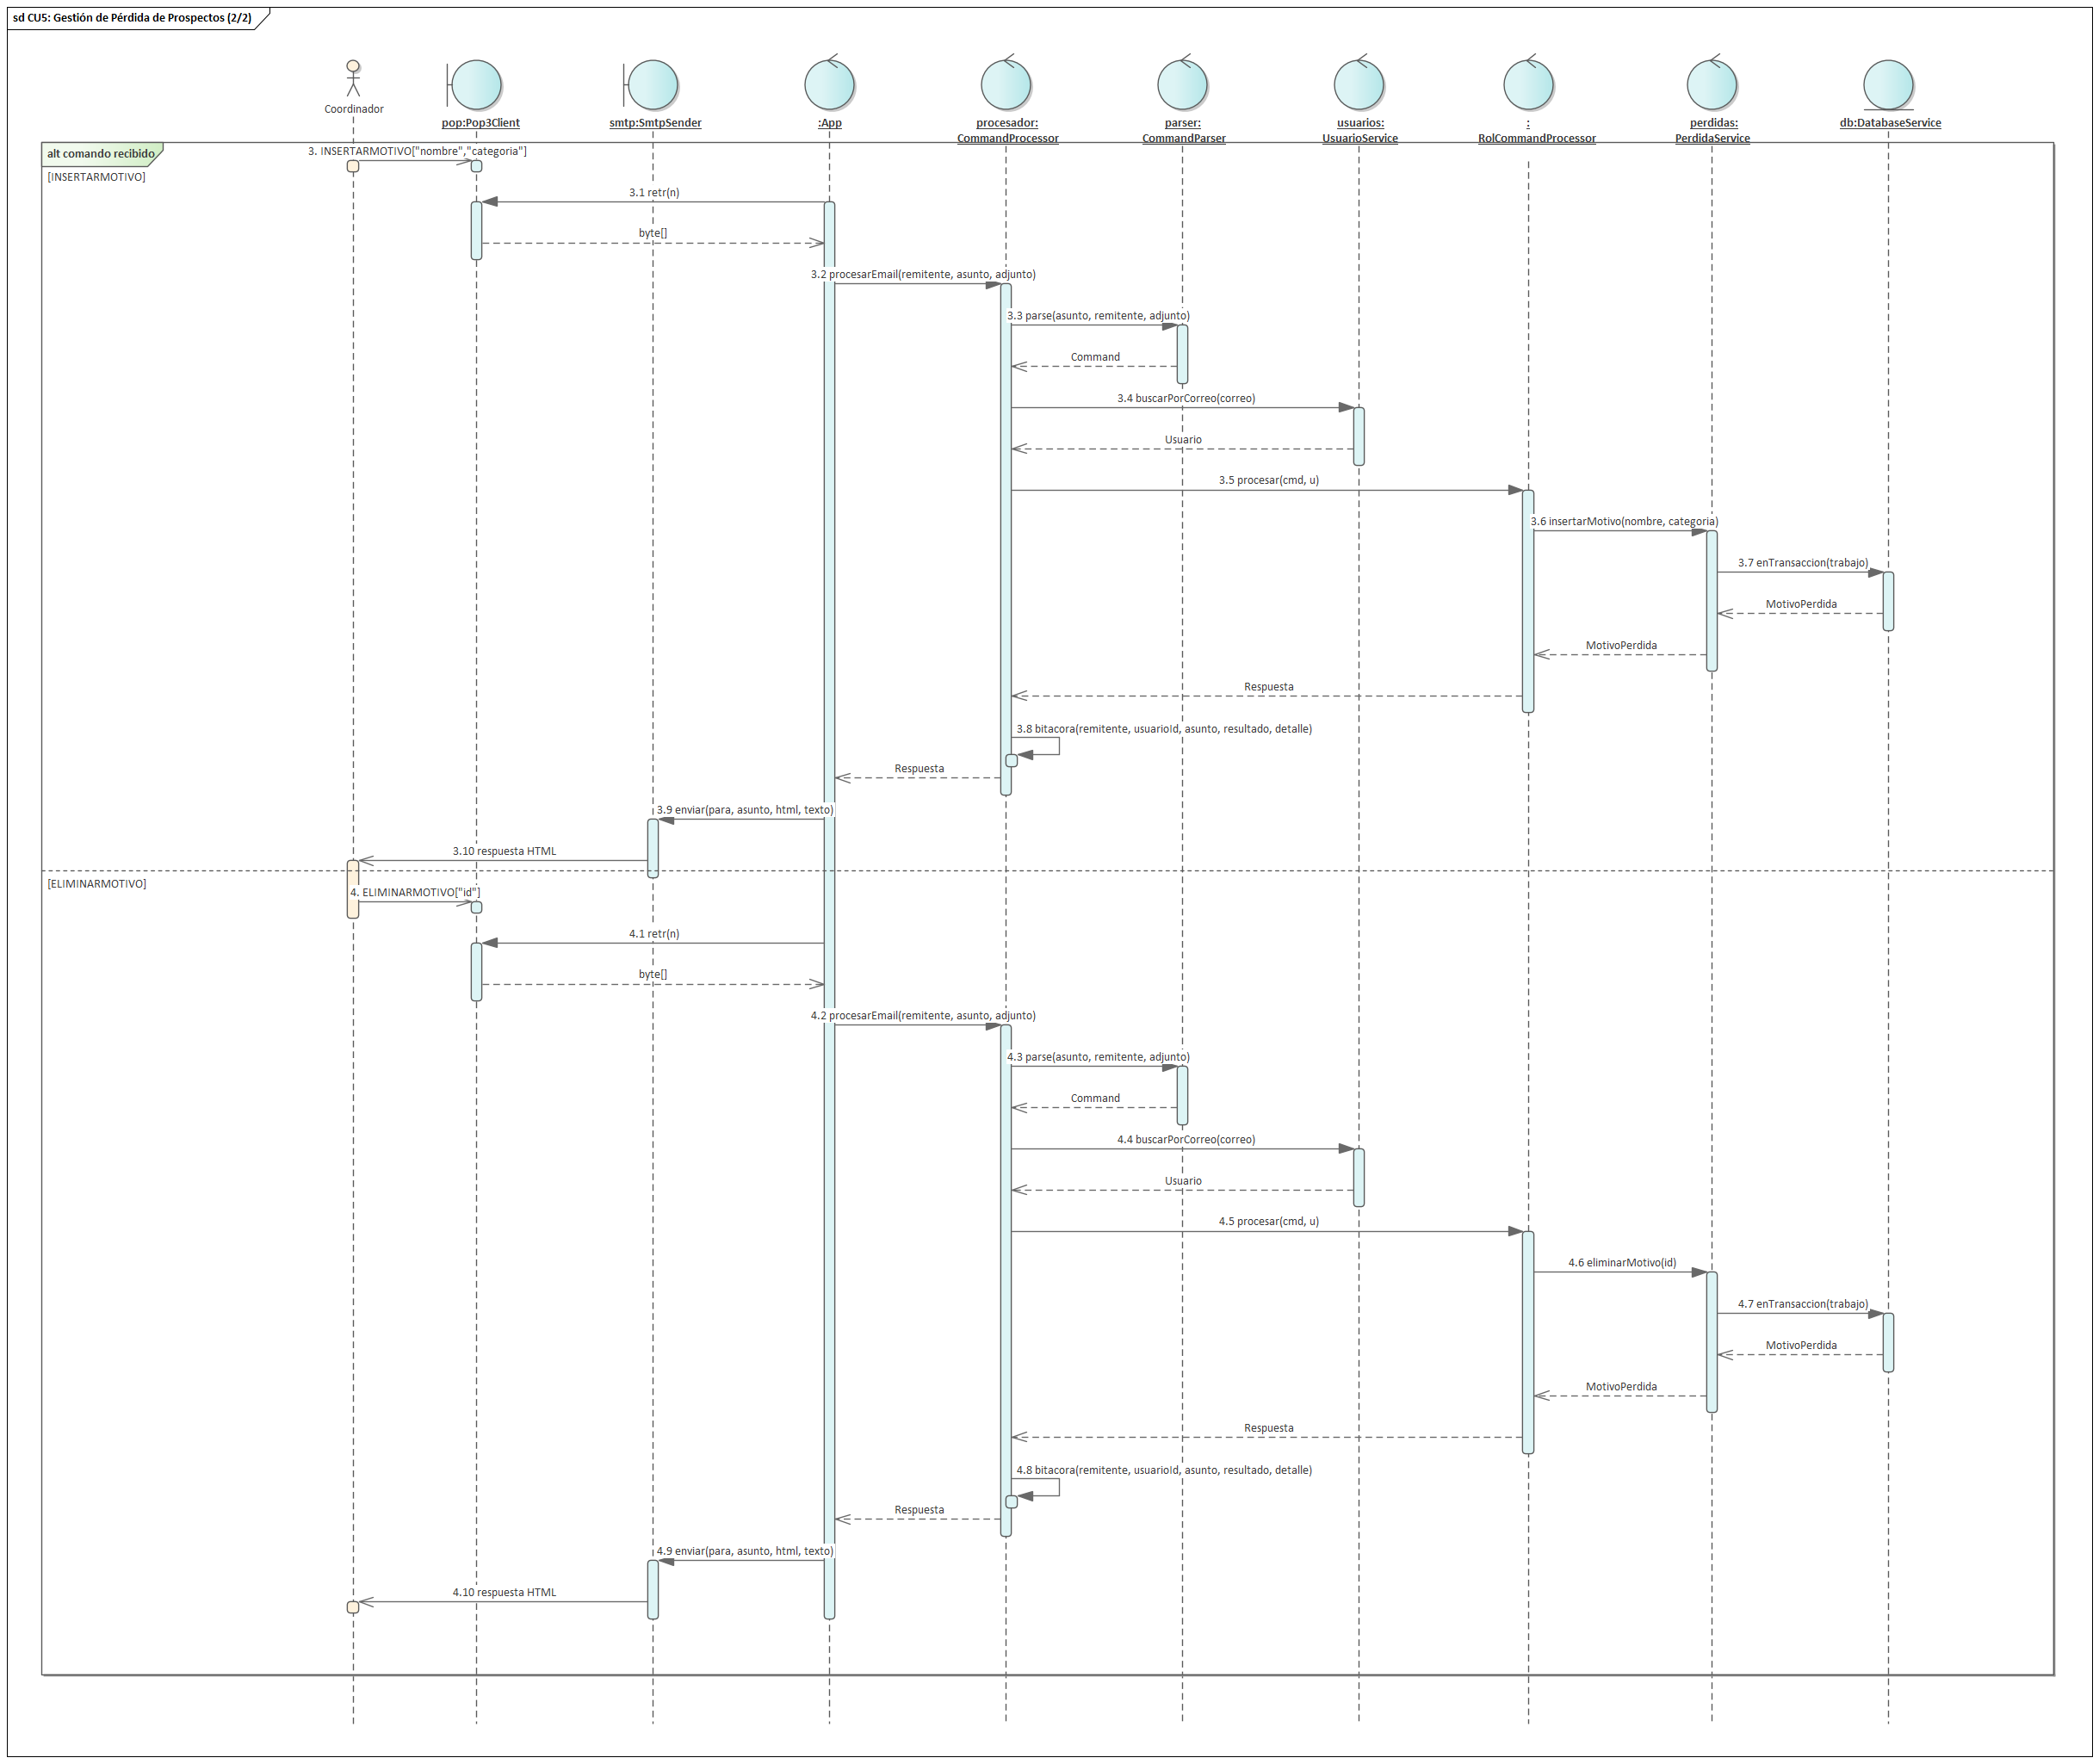 sd CU5: Gestión de Pérdida de Prospectos (2/2)
Coordinador
pop:Pop3Client
smtp:SmtpSender
:App
procesador:
CommandProcessor
parser:
CommandParser
usuarios:
UsuarioService
:
RolCommandProcessor
perdidas:
PerdidaService
db:DatabaseService
alt comando recibido
3. INSERTARMOTIVO["nombre","categoria"]
[INSERTARMOTIVO]
3.1 retr(n)
byte[]
3.2 procesarEmail(remitente, asunto, adjunto)
3.3 parse(asunto, remitente, adjunto)
Command
3.4 buscarPorCorreo(correo)
Usuario
3.5 procesar(cmd, u)
3.6 insertarMotivo(nombre, categoria)
3.7 enTransaccion(trabajo)
MotivoPerdida
MotivoPerdida
Respuesta
3.8 bitacora(remitente, usuarioId, asunto, resultado, detalle)
Respuesta
3.9 enviar(para, asunto, html, texto)
3.10 respuesta HTML
[ELIMINARMOTIVO]
4. ELIMINARMOTIVO["id"]
4.1 retr(n)
byte[]
4.2 procesarEmail(remitente, asunto, adjunto)
4.3 parse(asunto, remitente, adjunto)
Command
4.4 buscarPorCorreo(correo)
Usuario
4.5 procesar(cmd, u)
4.6 eliminarMotivo(id)
4.7 enTransaccion(trabajo)
MotivoPerdida
MotivoPerdida
Respuesta
4.8 bitacora(remitente, usuarioId, asunto, resultado, detalle)
Respuesta
4.9 enviar(para, asunto, html, texto)
4.10 respuesta HTML